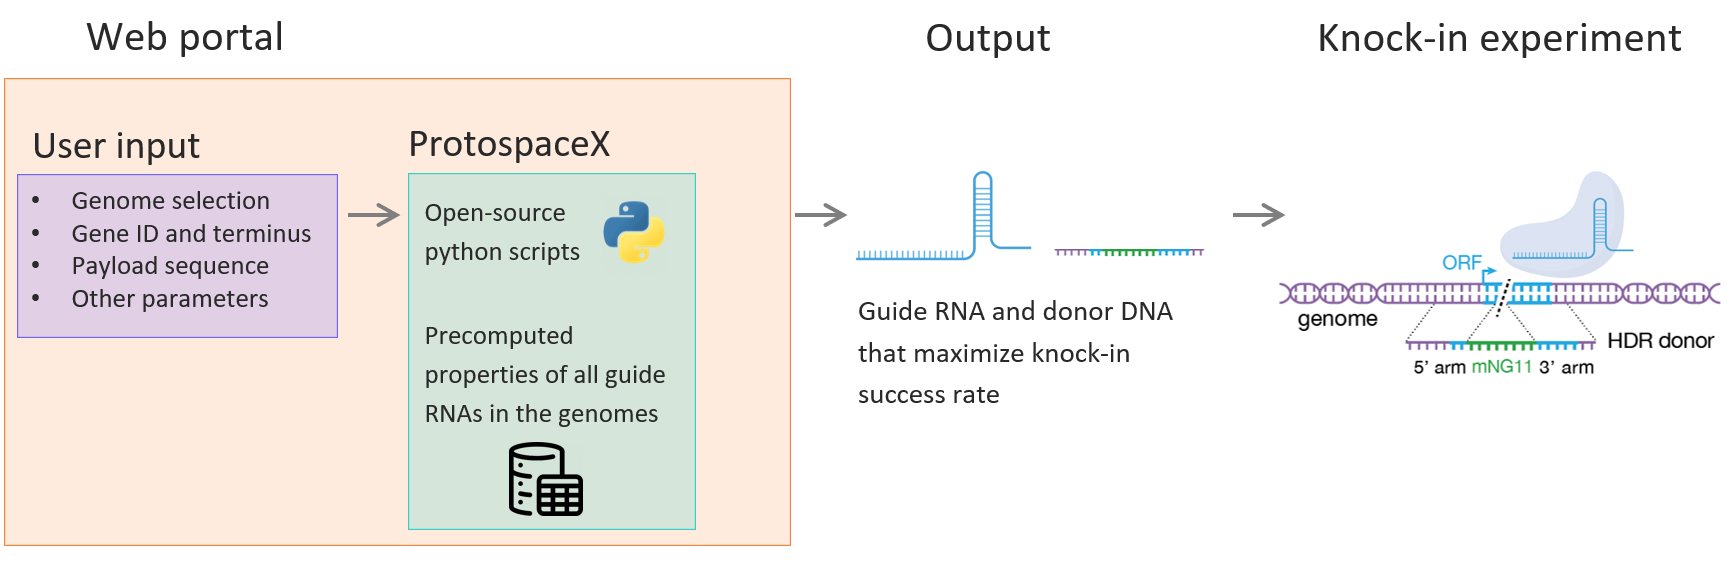 Web portal
Output
Knock-in experiment
User input
• Genome selection
• Gene ID and terminus
• Payload sequence
• Other parameters
ProtospaceX
Open-source
python scripts
Precomputed
properties of all guide
RNAs in the genomes
Guide RNA and donor DNA
that maximize knock-in
success rate
ORF
genome
HDR donor
5’ arm mNG11 3’ arm